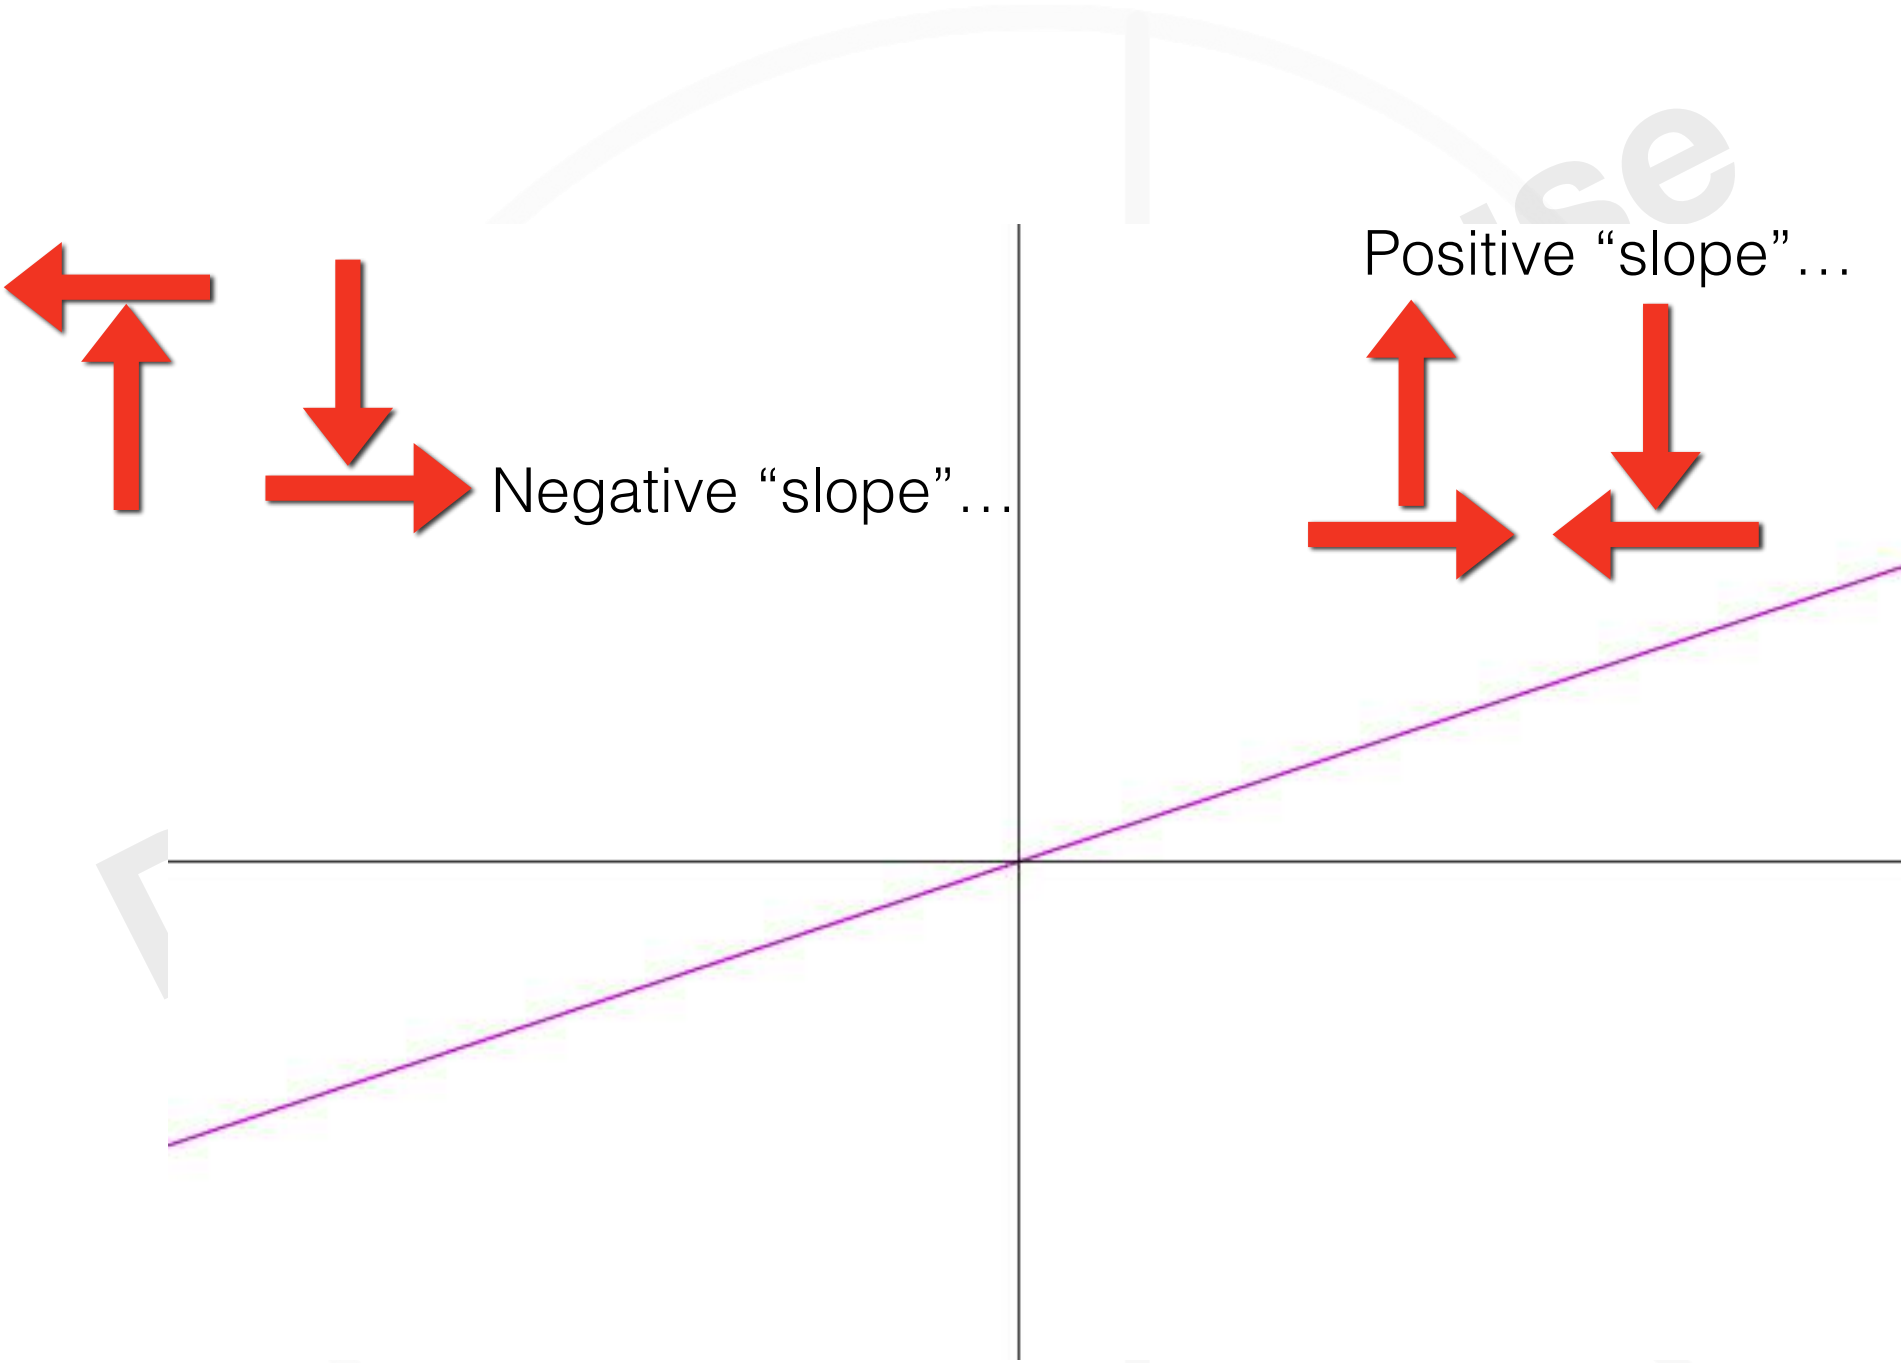 Positive “slope”…
Negative “slope”…